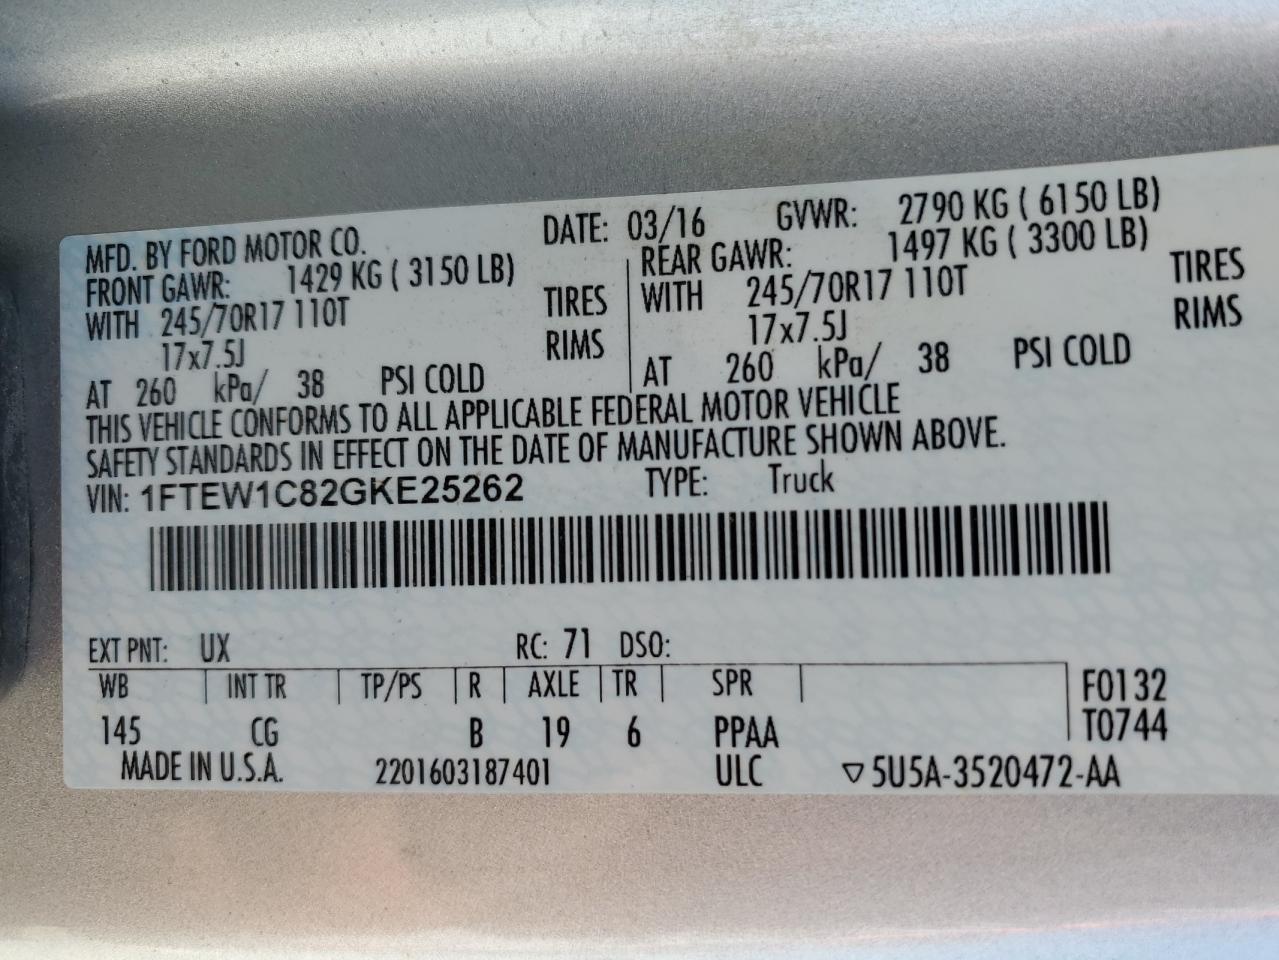 MFD. BY FORD MOTOR CO. DATE: 03/16 GVWR: 2790 KG ( 6150 LB)
FRONT GAWR: 1429 KG ( 3150 LB) REAR GAWR: 1497 KG ( 3300 LB)
WITH 245/70R17 110T TIRES WITH 245/70R17 110T TIRES
17x7.5J RIMS 17x7.5J RIMS
AT 260 kPa/ 38 PSI COLD AT 260 kPa/ 38 PSI COLD
THIS VEHICLE CONFORMS TO ALL APPLICABLE FEDERAL MOTOR VEHICLE
SAFETY STANDARDS IN EFFECT ON THE DATE OF MANUFACTURE SHOWN ABOVE.
VIN: 1FTEW1C82GKE25262 TYPE: Truck
EXT PNT: UX RC: 71 DSO:
WB INT TR TP/PS R AXLE TR SPR F0132
145 CG B 19 6 PPAA T0744
MADE IN U.S.A. 2201603187401 ULC ▽5U5A-3520472-AA